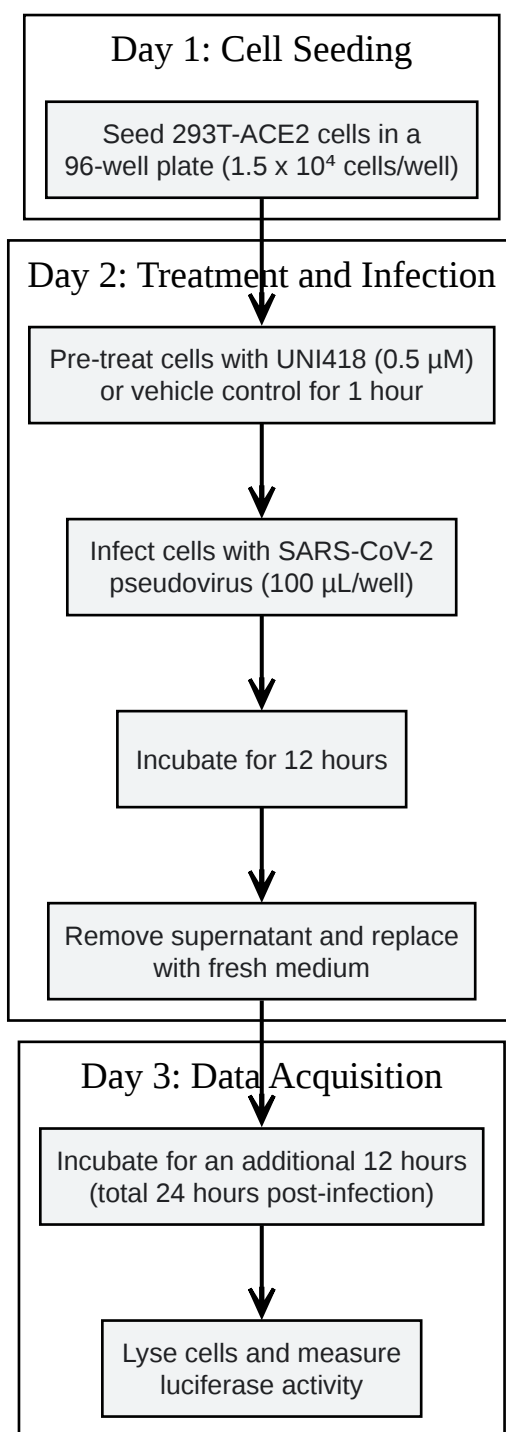 Day 1: Cell Seeding
Seed 293T-ACE2 cells in a
96-well plate (1.5 x 10⁴ cells/well)
Day 2: Treatment and Infection
Pre-treat cells with UNI418 (0.5 µM)
or vehicle control for 1 hour
Infect cells with SARS-CoV-2
pseudovirus (100 µL/well)
Incubate for 12 hours
Remove supernatant and replace
with fresh medium
Day 3: Data Acquisition
Incubate for an additional 12 hours
(total 24 hours post-infection)
Lyse cells and measure
luciferase activity